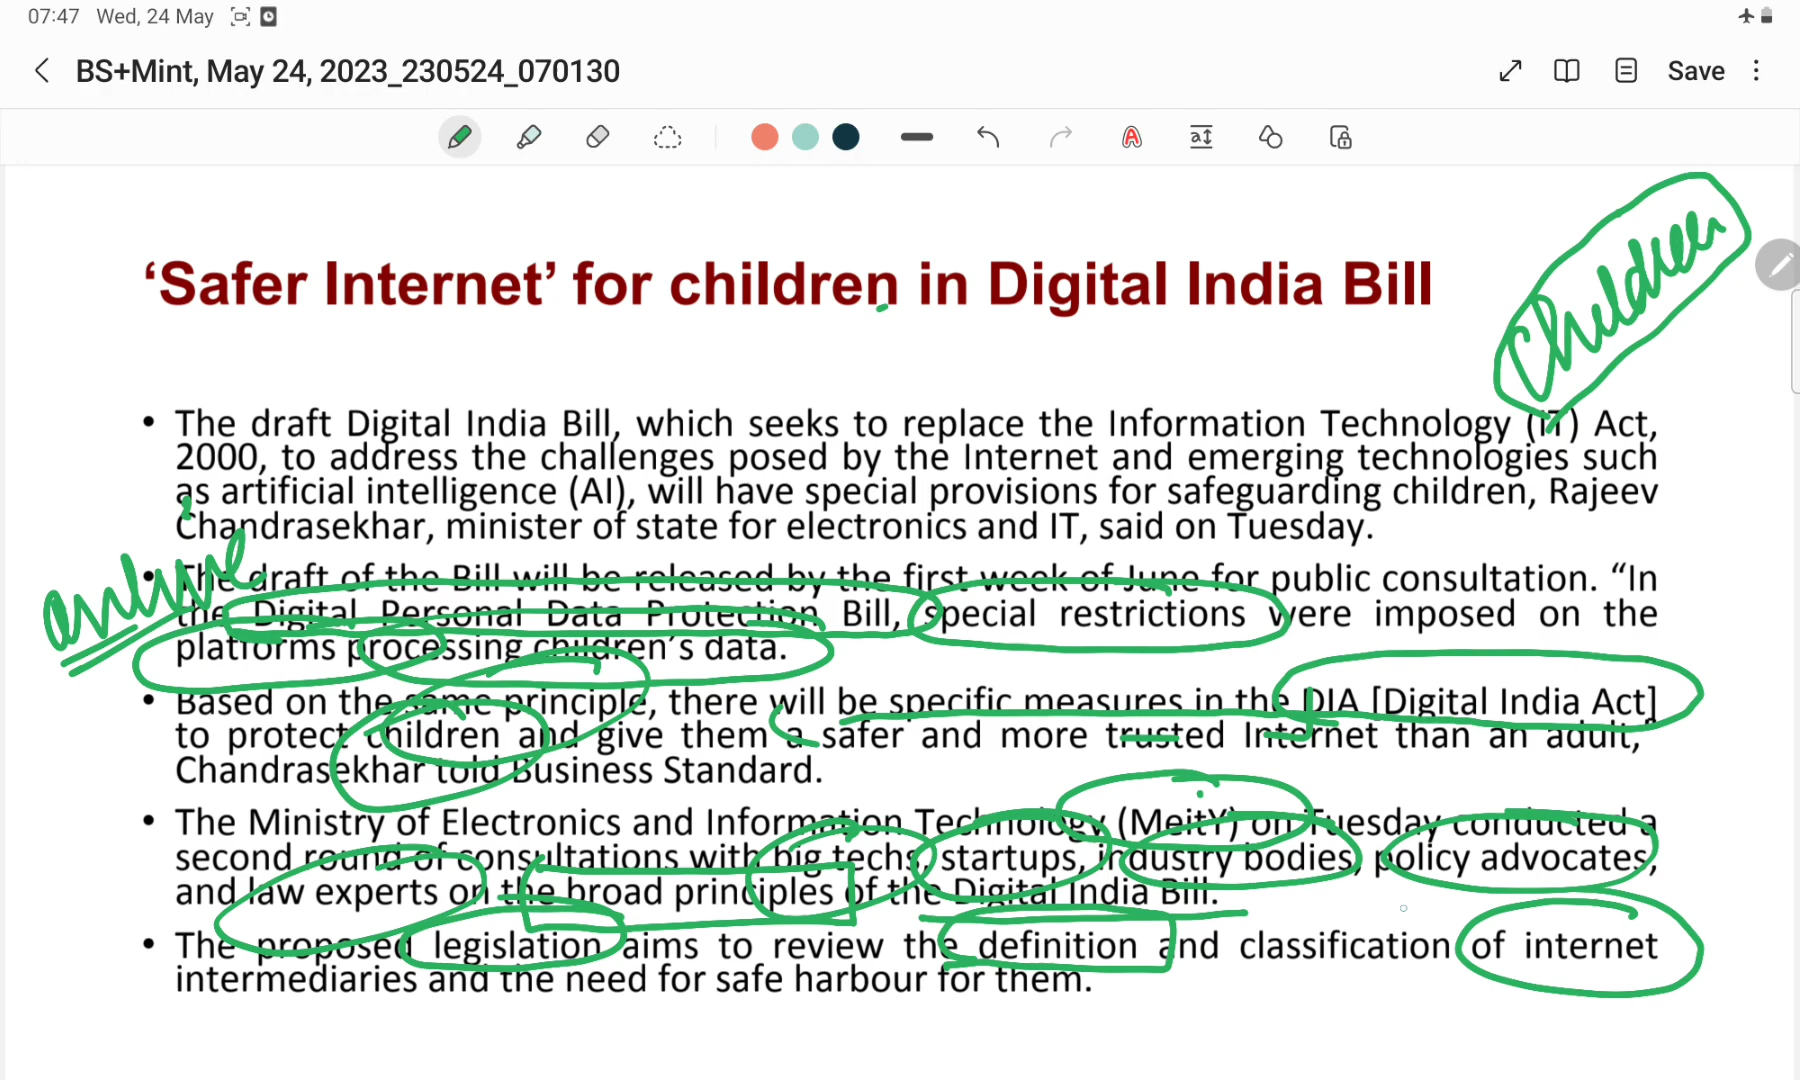 07:47 Wed, 24 May
BS+Mint, May 24, 2023_230524_070130
Save
‘Safer Internet’ for children in Digital India Bill
Children
• The draft Digital India Bill, which seeks to replace the Information Technology (IT) Act,
2000, to address the challenges posed by the Internet and emerging technologies such
as artificial intelligence (AI), will have special provisions for safeguarding children, Rajeev
Chandrasekhar, minister of state for electronics and IT, said on Tuesday.
• The draft of the Bill will be released by the first week of June for public consultation. “In
the Digital Personal Data Protection Bill, special restrictions were imposed on the
platforms processing children’s data.
• Based on the same principle, there will be specific measures in the DIA [Digital India Act]
to protect children and give them a safer and more trusted Internet than an adult,”
Chandrasekhar told Business Standard.
• The Ministry of Electronics and Information Technology (MeitY) on Tuesday conducted a
second round of consultations with big techs, startups, industry bodies, policy advocates,
and law experts on the broad principles of the Digital India Bill.
• The proposed legislation aims to review the definition and classification of internet
intermediaries and the need for safe harbour for them.